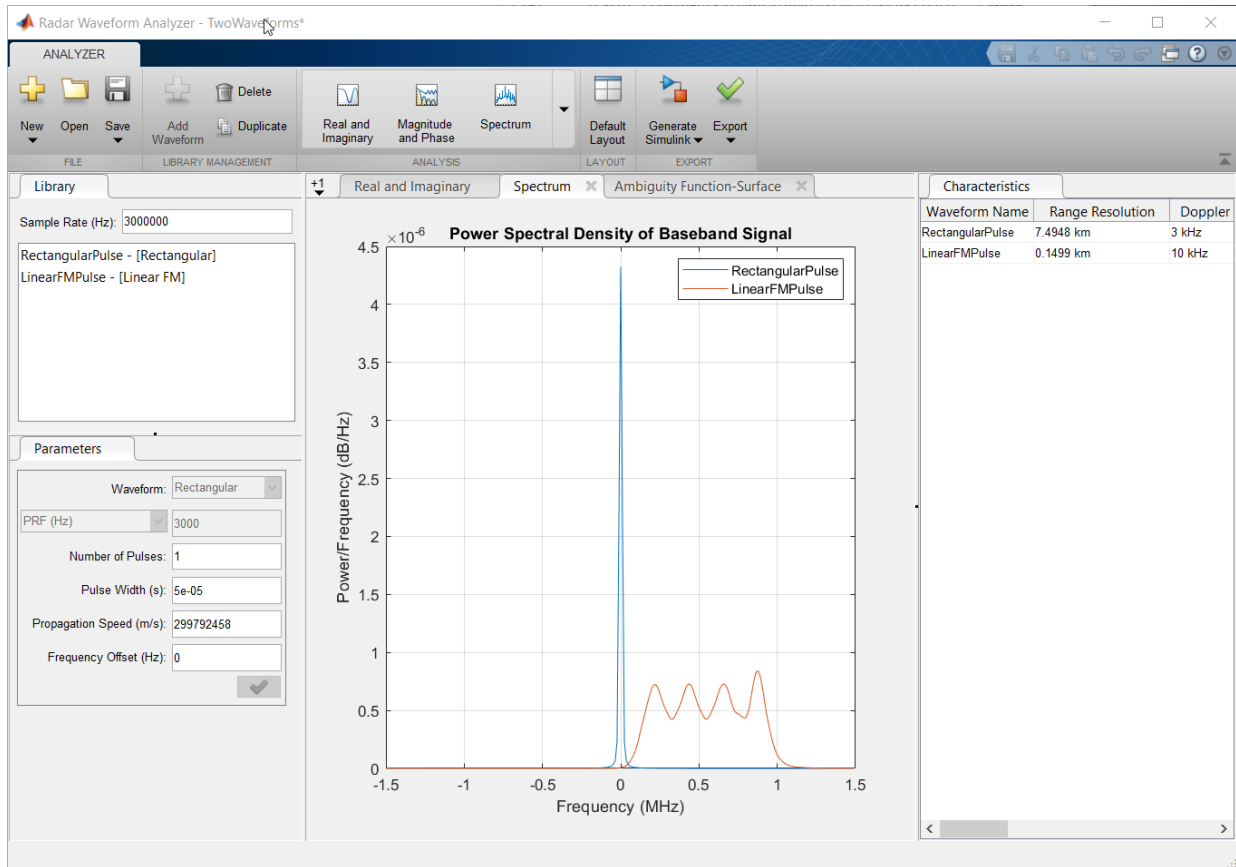 Radar Waveform Analyzer - TwoWaveforms*
ANALYZER
New
Open
Save
Add Waveform
Delete
Duplicate
Real and Imaginary
Magnitude and Phase
Spectrum
Default Layout
Generate Simulink
Export
FILE
LIBRARY MANAGEMENT
ANALYSIS
LAYOUT
EXPORT
Library
Sample Rate (Hz): 3000000
RectangularPulse - [Rectangular]
LinearFMPulse - [Linear FM]
Parameters
Waveform: Rectangular
PRF (Hz) 3000
Number of Pulses: 1
Pulse Width (s): 5e-05
Propagation Speed (m/s): 299792458
Frequency Offset (Hz): 0
+1
Real and Imaginary
Spectrum
Ambiguity Function-Surface
×10⁻⁶
Power Spectral Density of Baseband Signal
RectangularPulse
LinearFMPulse
4.5
4
3.5
3
2.5
2
1.5
1
0.5
0
Power/Frequency (dB/Hz)
-1.5 -1 -0.5 0 0.5 1 1.5
Frequency (MHz)
Characteristics
Waveform Name Range Resolution Doppler
RectangularPulse 7.4948 km 3 kHz
LinearFMPulse 0.1499 km 10 kHz